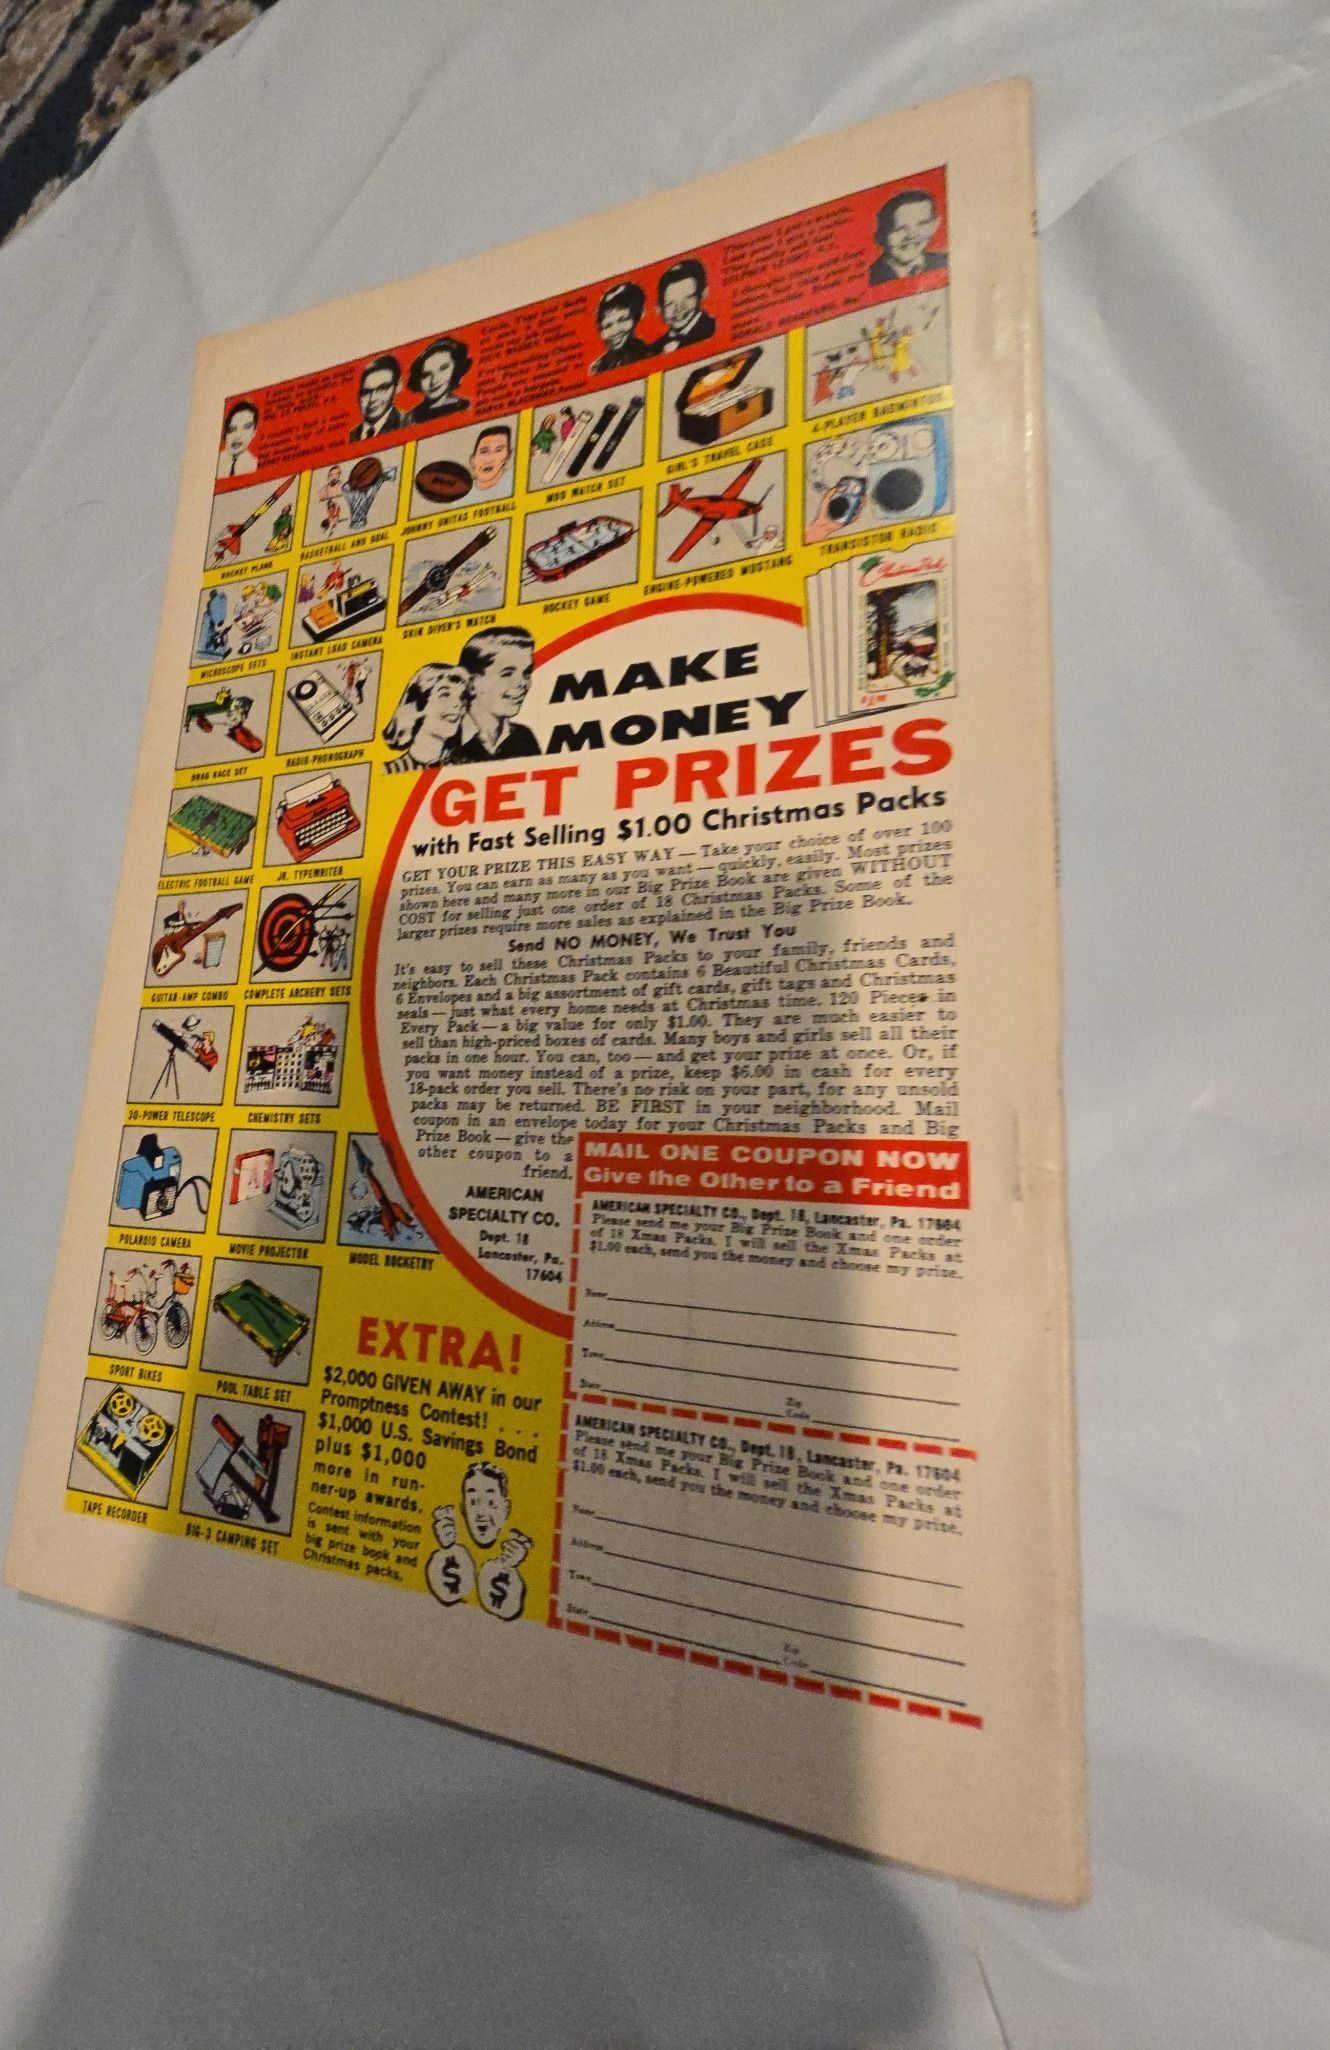 ROCKET PLANE
BASKETBALL AND GOAL
JOHNNY UNITAS FOOTBALL
MOD WATCH SET
GIRL'S TRAVEL CASE
4-PLAYER BADMINTON
MICROSCOPE SETS
INSTANT LOAD CAMERA
SKIN DIVER'S WATCH
HOCKEY GAME
ENGINE-POWERED MUSTANG
TRANSISTOR RADIO
DRAG RACE SET
RADIO-PHONOGRAPH
ELECTRIC FOOTBALL GAME
JR. TYPEWRITER
GUITAR-AMP COMBO
COMPLETE ARCHERY SETS
30-POWER TELESCOPE
CHEMISTRY SETS
POLAROID CAMERA
MOVIE PROJECTOR
MODEL ROCKETRY
SPORT BIKES
POOL TABLE SET
TAPE RECORDER
BIG-3 CAMPING SET
MAKE
MONEY
GET PRIZES
with Fast Selling $1.00 Christmas Packs
GET YOUR PRIZE THIS EASY WAY — Take your choice of over 100
prizes. You can earn as many as you want — quickly, easily. Most prizes
shown here and many more in our Big Prize Book are given WITHOUT
COST for selling just one order of 18 Christmas Packs. Some of the
larger prizes require more sales as explained in the Big Prize Book.
Send NO MONEY, We Trust You
It's easy to sell these Christmas Packs to your family, friends and
neighbors. Each Christmas Pack contains 6 Beautiful Christmas Cards,
6 Envelopes and a big assortment of gift cards, gift tags and Christmas
seals — just what every home needs at Christmas time. 120 Pieces in
Every Pack — a big value for only $1.00. They are much easier to
sell than high-priced boxes of cards. Many boys and girls sell all their
packs in one hour. You can, too — and get your prize at once. Or, if
you want money instead of a prize, keep $6.00 in cash for every
18-pack order you sell. There's no risk on your part, for any unsold
packs may be returned. BE FIRST in your neighborhood. Mail
coupon in an envelope today for your Christmas Packs and Big
Prize Book — give the
other coupon to a
friend.
AMERICAN
SPECIALTY CO.
Dept. 18
Lancaster, Pa.
17604
MAIL ONE COUPON NOW
Give the Other to a Friend
AMERICAN SPECIALTY CO., Dept. 18, Lancaster, Pa. 17604
Please send me your Big Prize Book and one order
of 18 Xmas Packs. I will sell the Xmas Packs at
$1.00 each, send you the money and choose my prize.
Name
Address
Town
State
Zip
Code
AMERICAN SPECIALTY CO., Dept. 18, Lancaster, Pa. 17604
Please send me your Big Prize Book and one order
of 18 Xmas Packs. I will sell the Xmas Packs at
$1.00 each, send you the money and choose my prize.
Name
Address
Town
State
Zip
Code
EXTRA!
$2,000 GIVEN AWAY in our
Promptness Contest! . . .
$1,000 U.S. Savings Bond
plus $1,000
more in run-
ner-up awards.
Contest information
is sent with your
big prize book and
Christmas packs.
$ $